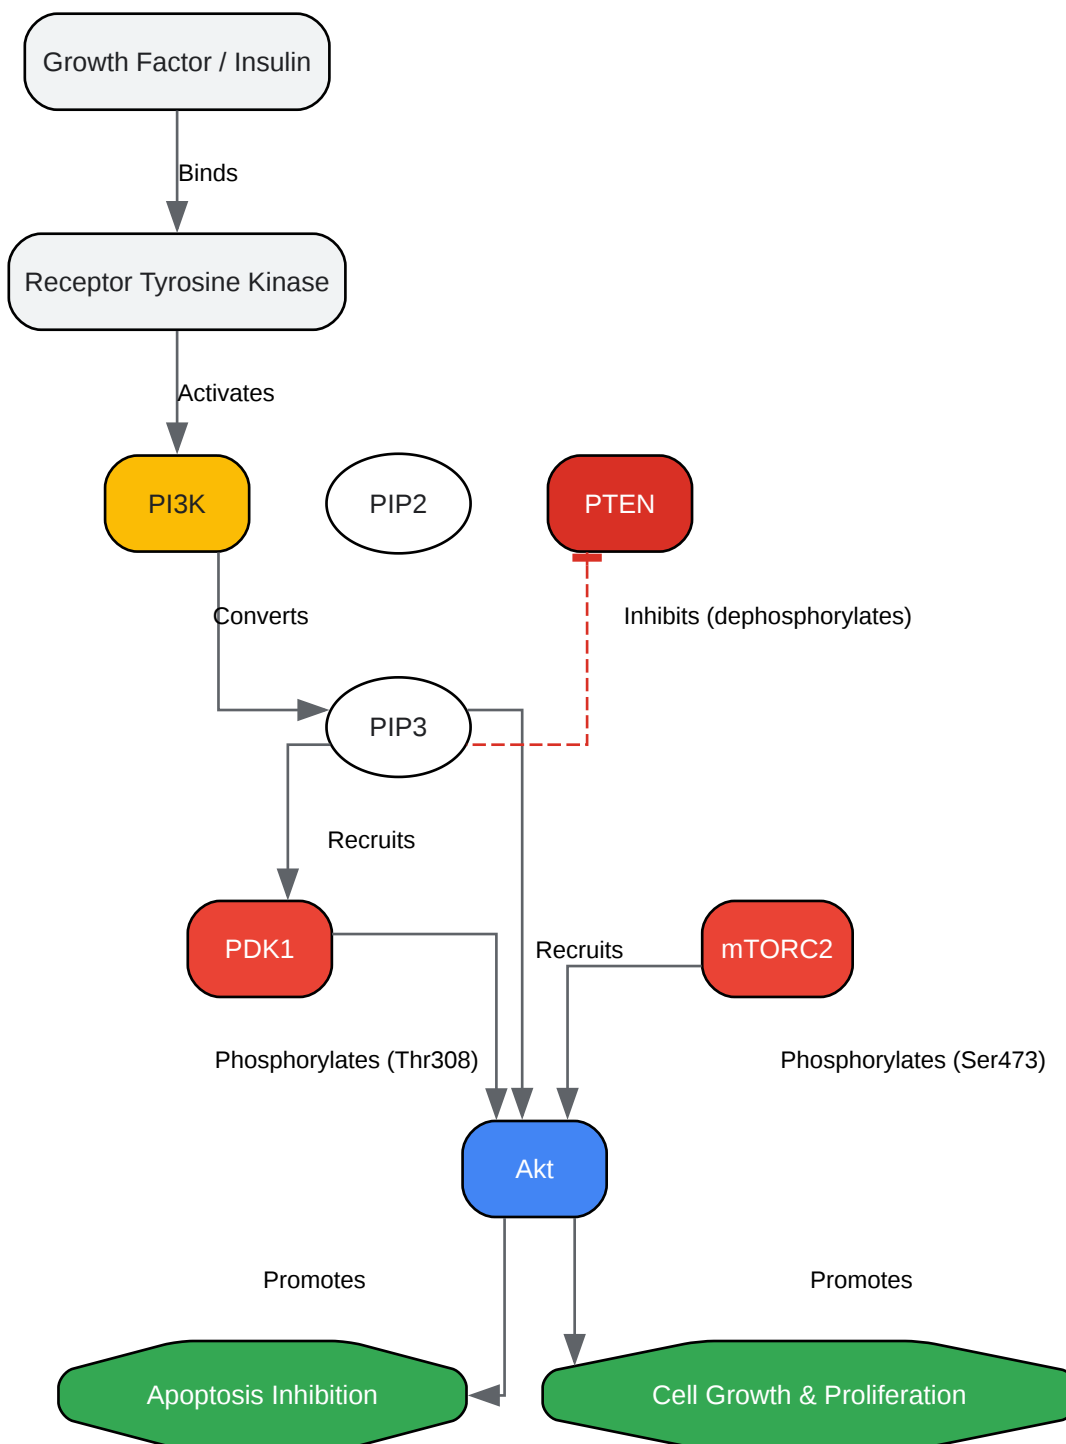 Growth Factor / Insulin
Binds
Receptor Tyrosine Kinase
Activates
PI3K
PIP2
PTEN
Converts
Inhibits (dephosphorylates)
PIP3
Recruits
PDK1
Recruits
mTORC2
Phosphorylates (Thr308)
Phosphorylates (Ser473)
Akt
Promotes
Promotes
Apoptosis Inhibition
Cell Growth & Proliferation